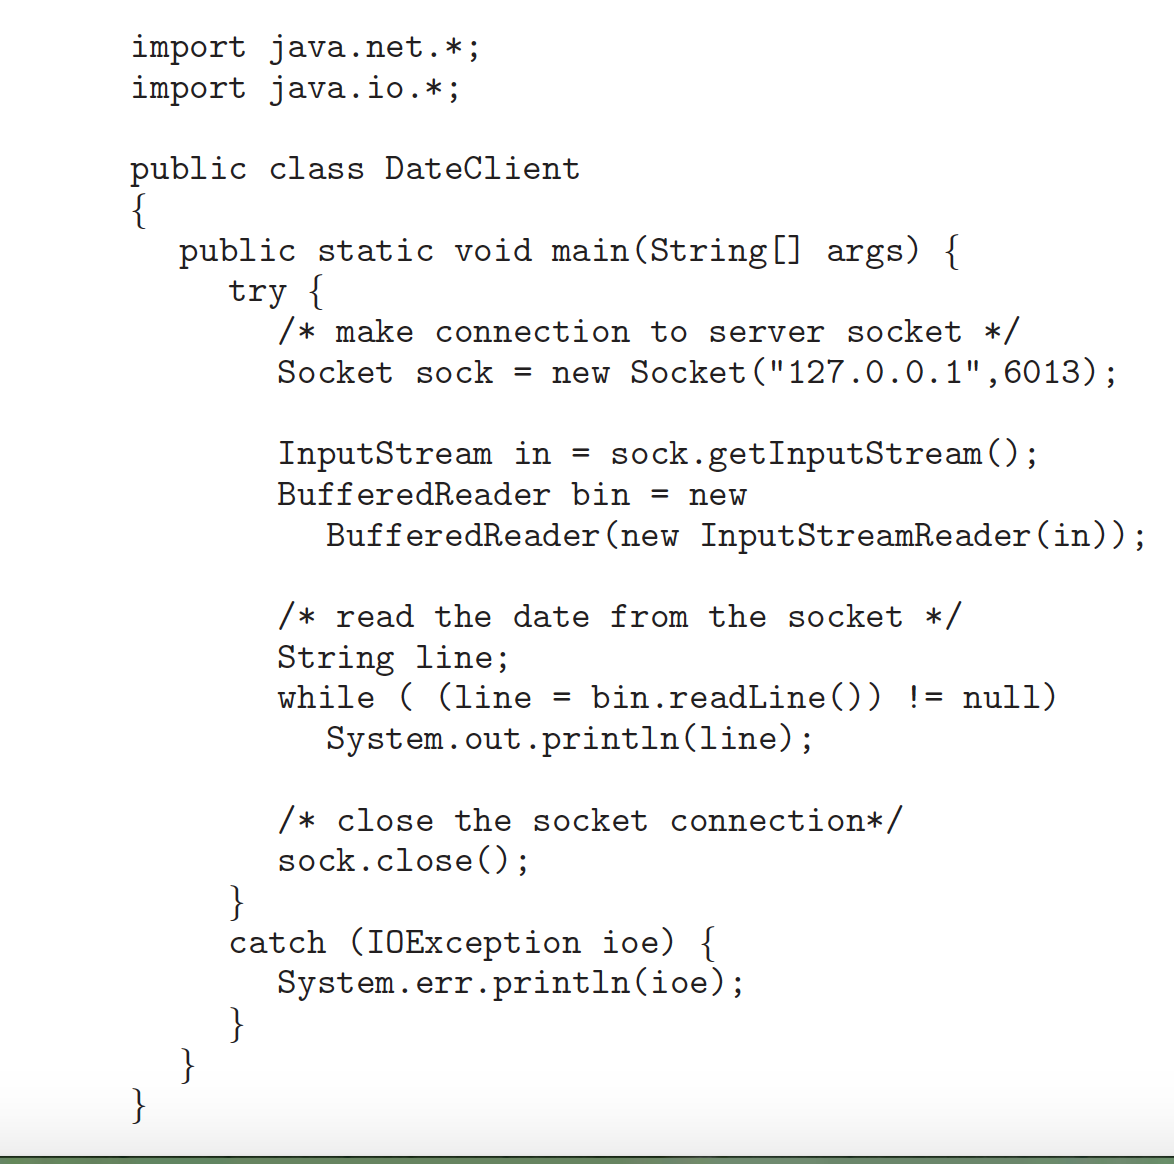 import java.net.*;
import java.io.*;
public class DateClient
{
public static void main(String[] args) {
try {
/* make connection to server socket */
Socket sock = new Socket("127.0.0.1",6013);
InputStream in = sock.getInputStream();
BufferedReader bin = new
BufferedReader(new InputStreamReader(in));
/* read the date from the socket */
String line;
while ( (line = bin.readLine()) != null)
System.out.println(line);
/* close the socket connection*/
sock.close();
}
catch (IOException ioe) {
System.err.println(ioe);
}
}
}